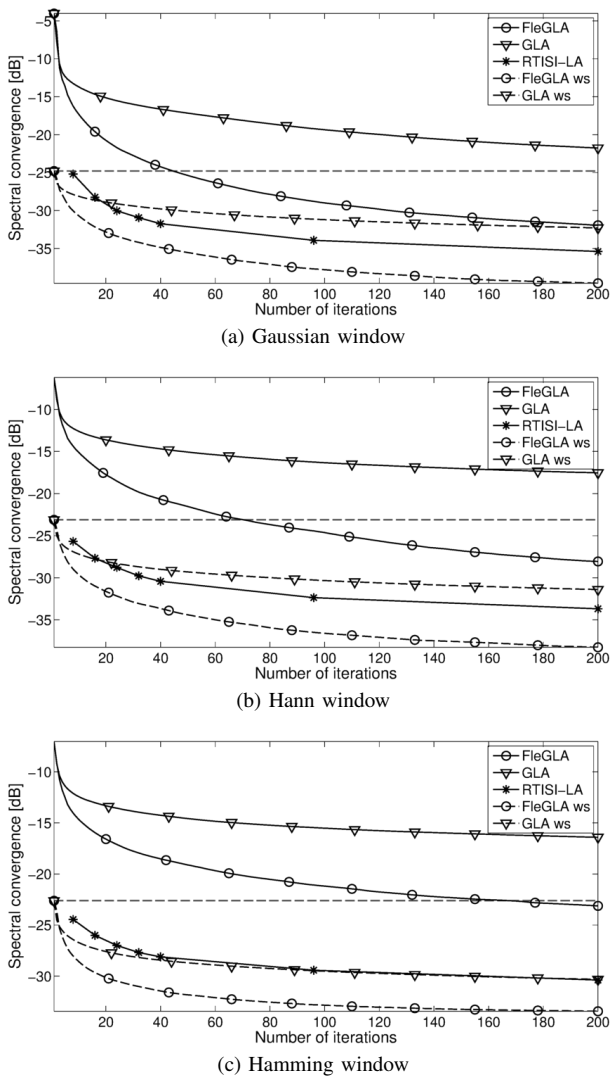 Spectral convergence [dB]
−5
−10
−15
−20
−25
−30
−35
20 40 60 80 100 120 140 160 180 200
Number of iterations
FleGLA
GLA
RTISI−LA
FleGLA ws
GLA ws
(a) Gaussian window
Spectral convergence [dB]
−10
−15
−20
−25
−30
−35
20 40 60 80 100 120 140 160 180 200
Number of iterations
FleGLA
GLA
RTISI−LA
FleGLA ws
GLA ws
(b) Hann window
Spectral convergence [dB]
−10
−15
−20
−25
−30
20 40 60 80 100 120 140 160 180 200
Number of iterations
FleGLA
GLA
RTISI−LA
FleGLA ws
GLA ws
(c) Hamming window